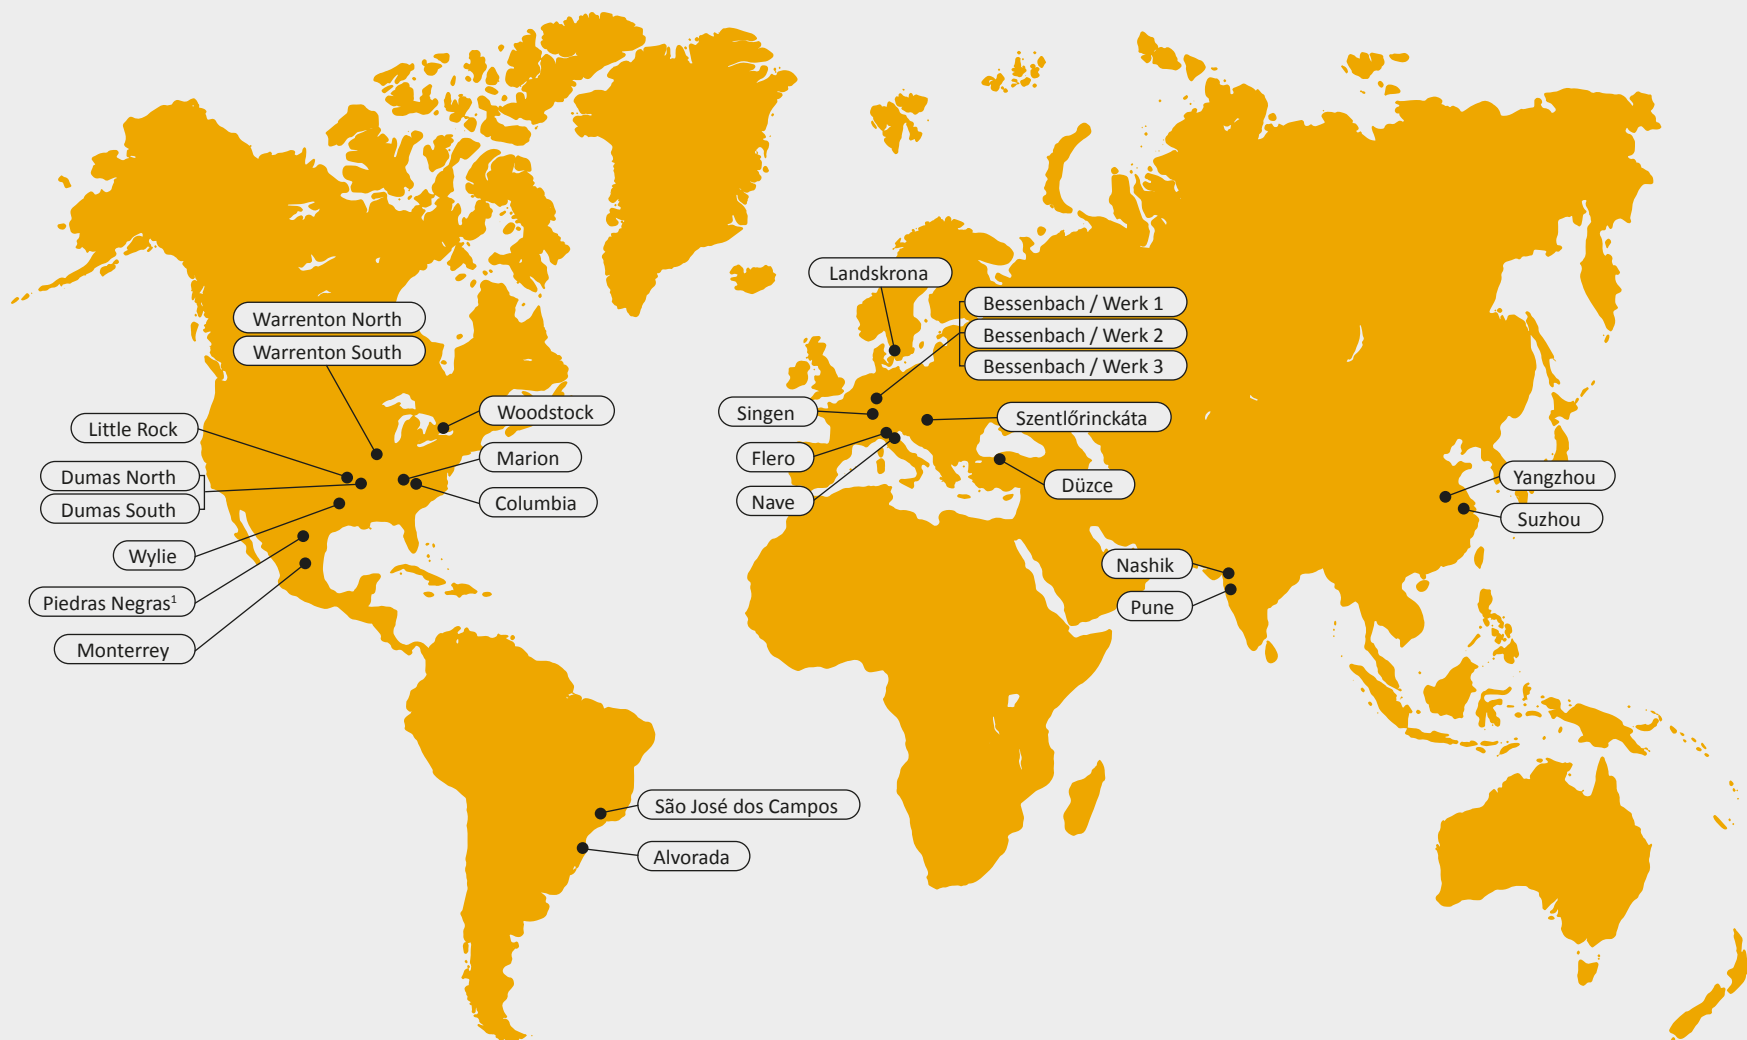 Landskrona
Bessenbach / Werk 1
Bessenbach / Werk 2
Bessenbach / Werk 3
Warrenton North
Warrenton South
Woodstock
Little Rock
Marion
Dumas North
Dumas South
Columbia
Wylie
Piedras Negras¹
Monterrey
Singen
Szentlőrinckáta
Flero
Nave
Düzce
Yangzhou
Suzhou
Nashik
Pune
São José dos Campos
Alvorada